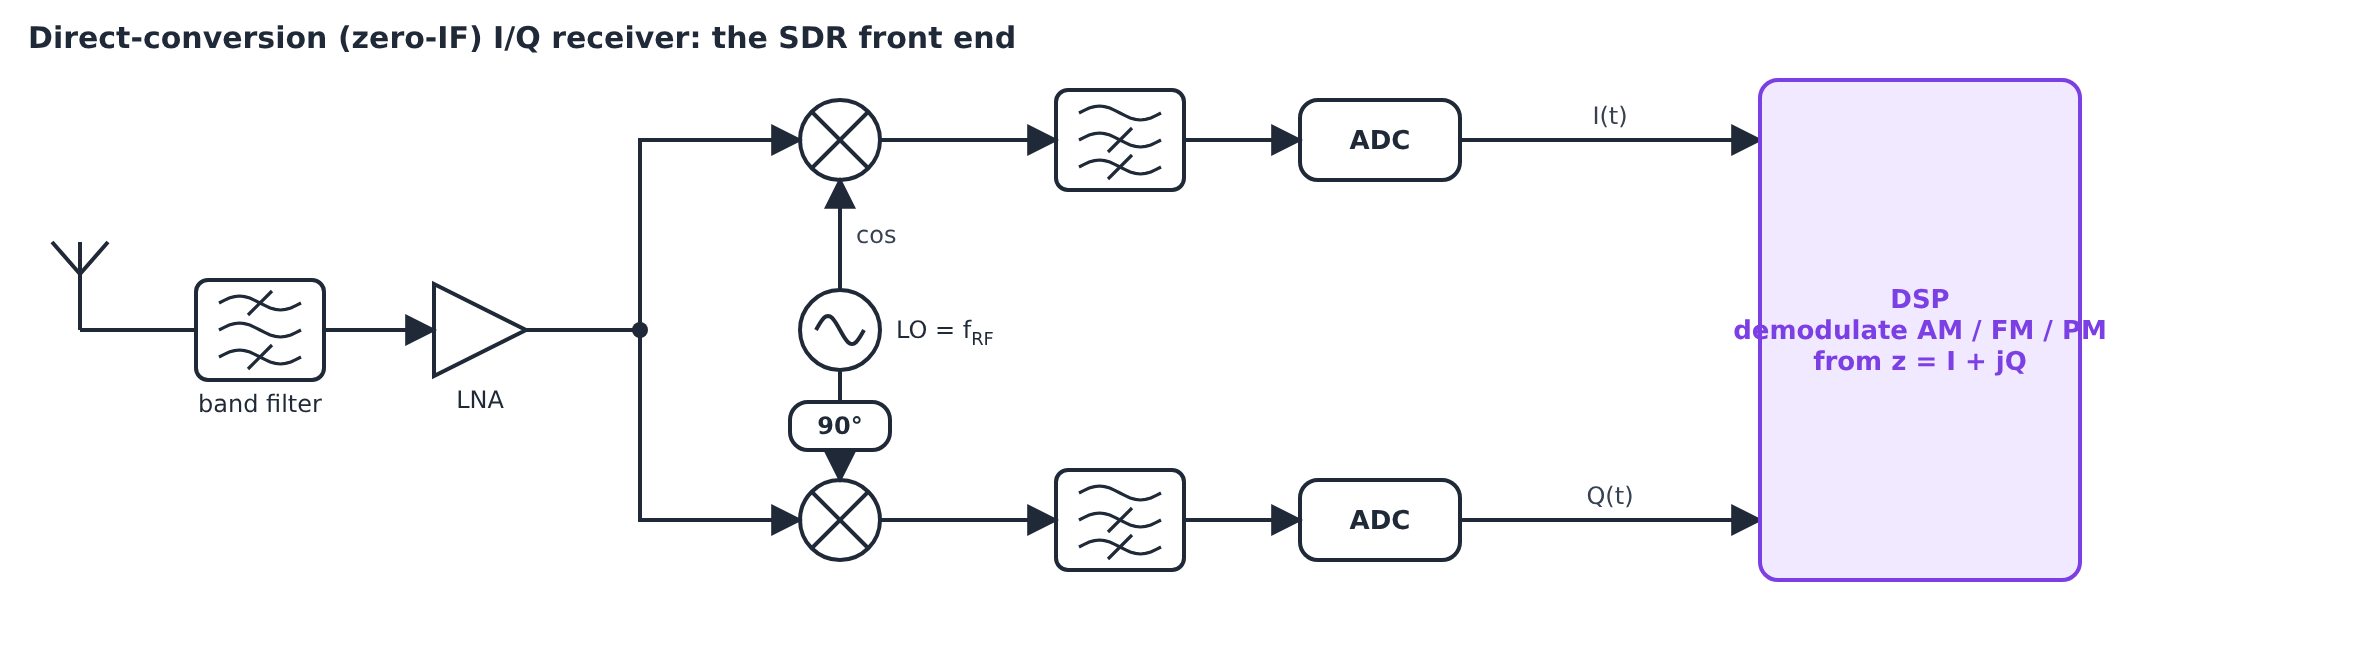 Direct-conversion (zero-IF) I/Q receiver: the SDR front end
I(t)
ADC
cos
DSP
LO = fRF
demodulate AM / FM / PM
from z = I + jQ
band filter
LNA
90°
Q(t)
ADC